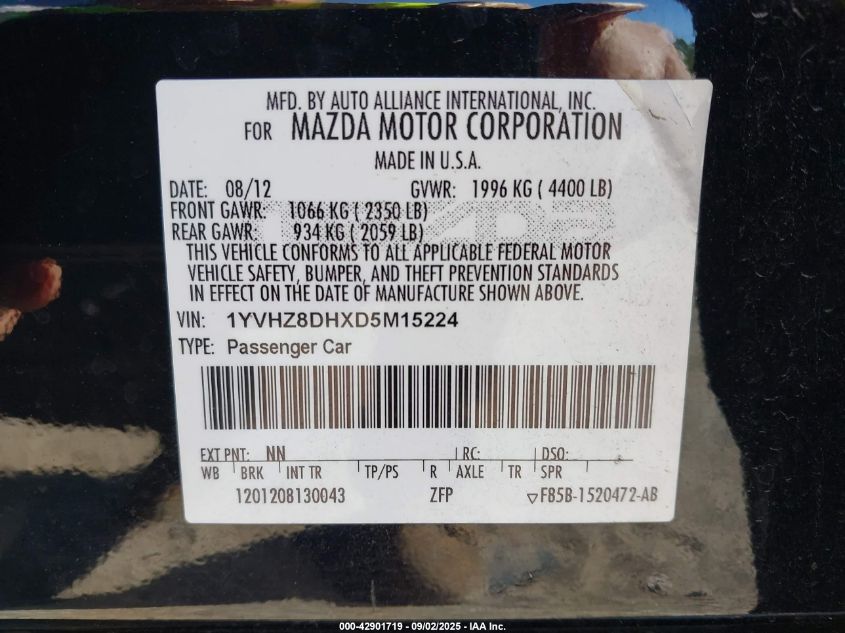 MFD. BY AUTO ALLIANCE INTERNATIONAL, INC.
FOR MAZDA MOTOR CORPORATION
MADE IN U.S.A.
DATE: 08/12 GVWR: 1996 KG ( 4400 LB)
FRONT GAWR: 1066 KG ( 2350 LB)
REAR GAWR: 934 KG ( 2059 LB)
THIS VEHICLE CONFORMS TO ALL APPLICABLE FEDERAL MOTOR
VEHICLE SAFETY, BUMPER, AND THEFT PREVENTION STANDARDS
IN EFFECT ON THE DATE OF MANUFACTURE SHOWN ABOVE.
VIN: 1YVHZ8DHXD5M15224
TYPE: Passenger Car
EXT PNT: NN RC: DSO:
WB BRK INT TR TP/PS R AXLE TR SPR
1201208130043 ZFP ▽FB5B-1520472-AB
000-42901719 - 09/02/2025 - IAA Inc.